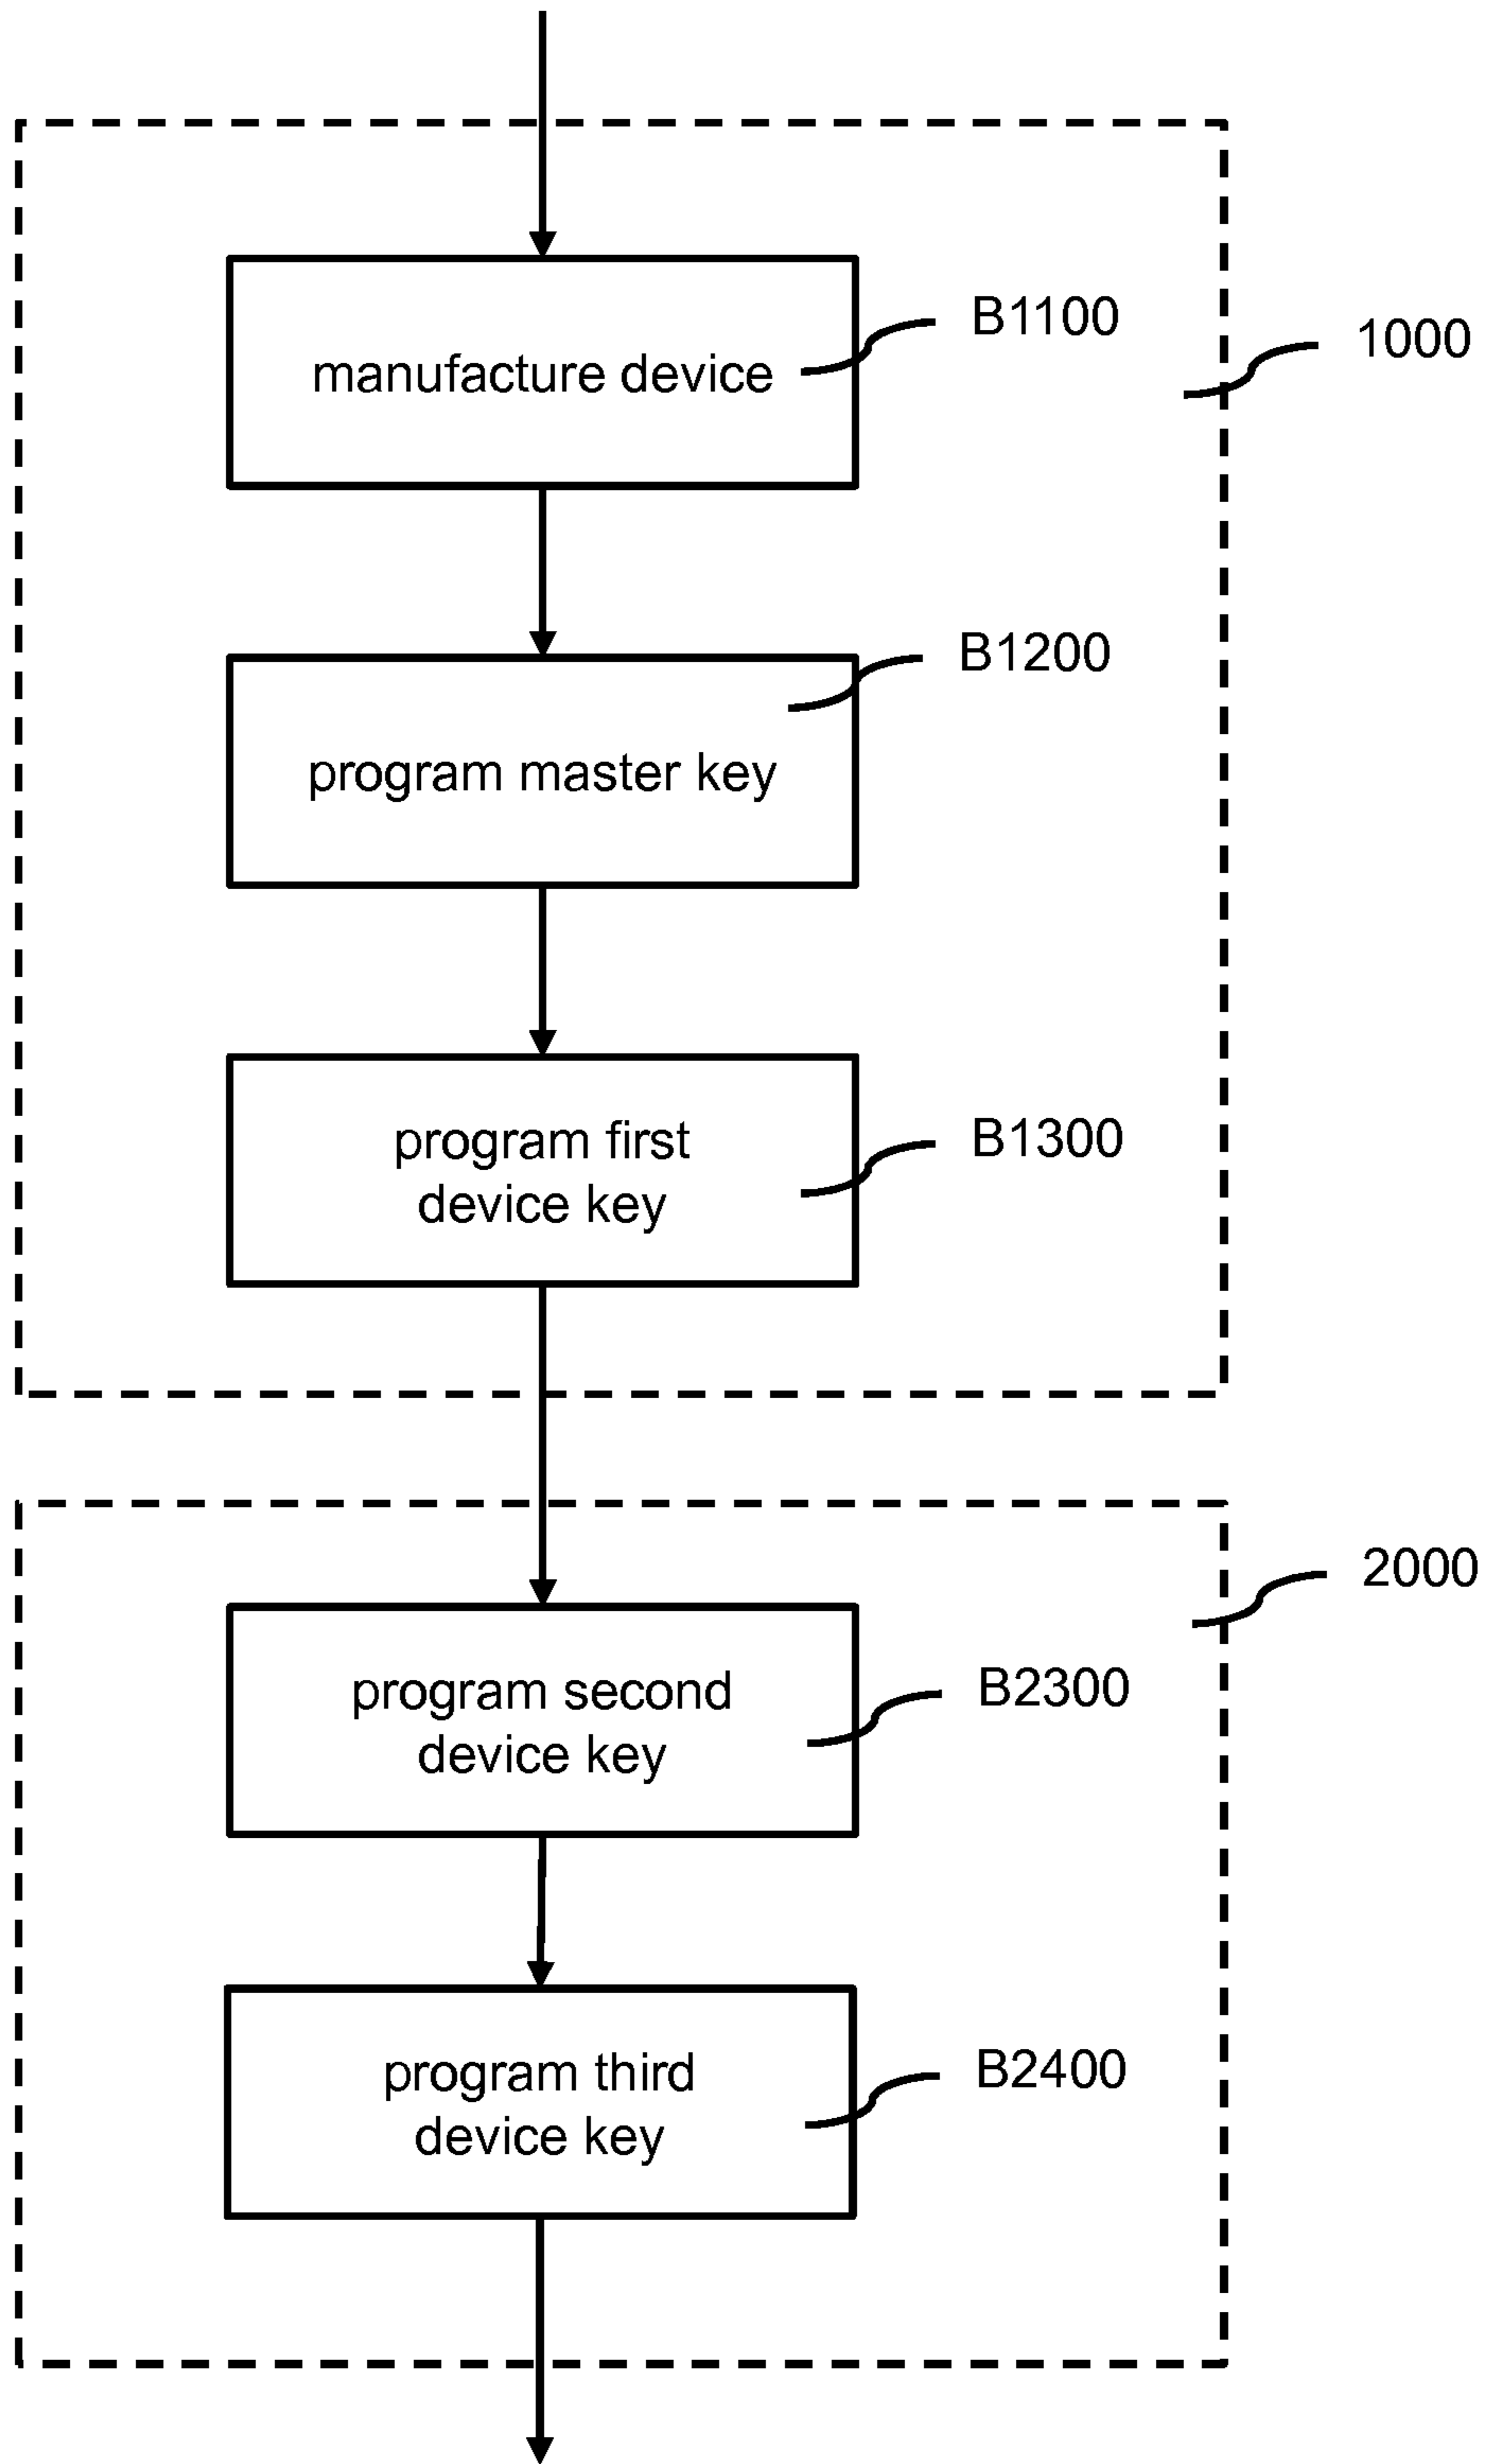 B1100
1000
manufacture device
B1200
program master key
program first
device key
B1300
2000
program second
device key
B2300
program third
device key
B2400